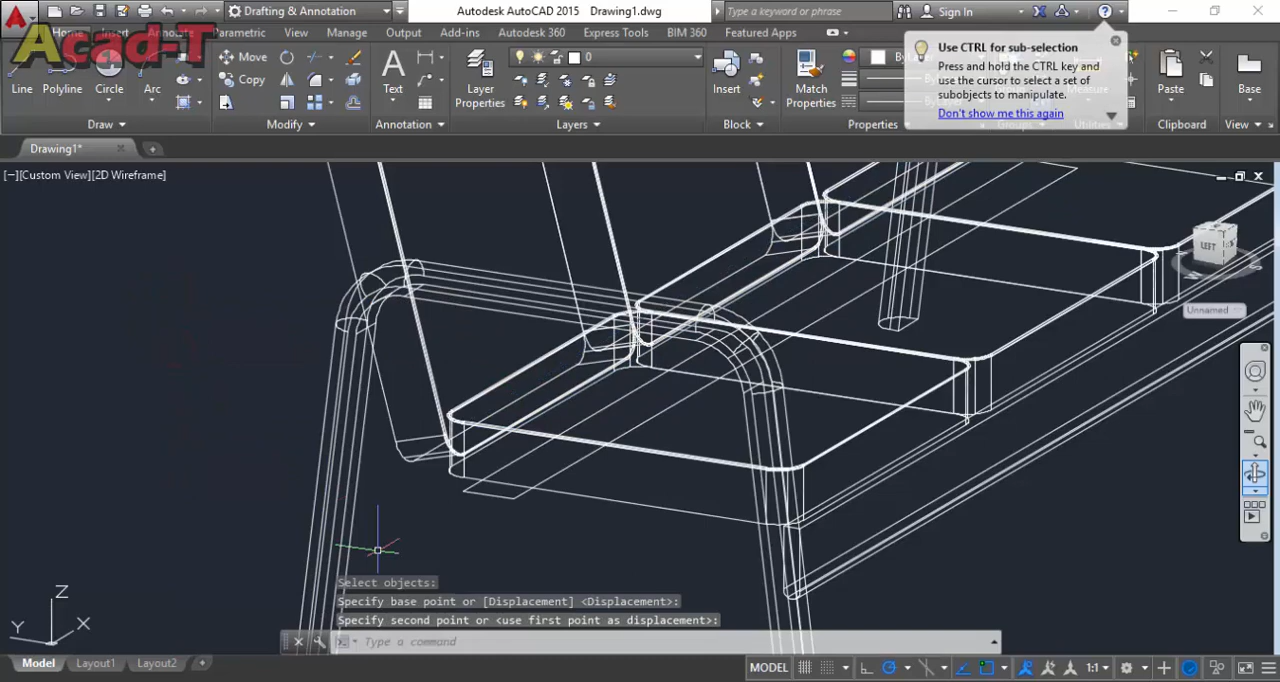 Drafting & Annotation
Autodesk AutoCAD 2015 Drawing1.dwg
Type a keyword or phrase
Sign In
Acad-T
Home
Parametric
View
Manage
Output
Add-ins
Autodesk 360
Express Tools
BIM 360
Featured Apps
Use CTRL for sub-selection
Press and hold the CTRL key and
use the cursor to select a set of
subobjects to manipulate.
Don't show me this again
Line
Polyline
Circle
Arc
Move
Copy
Text
Layer
Properties
0
Insert
Match
Properties
Paste
Base
Draw
Modify
Annotation
Layers
Block
Properties
Clipboard
View
Drawing1*
[−][Custom View][2D Wireframe]
LEFT
Unnamed
Z
Y
X
Select objects:
Specify base point or [Displacement] <Displacement>:
Specify second point or <use first point as displacement>:
Type a command
Model
Layout1
Layout2
MODEL
1:1